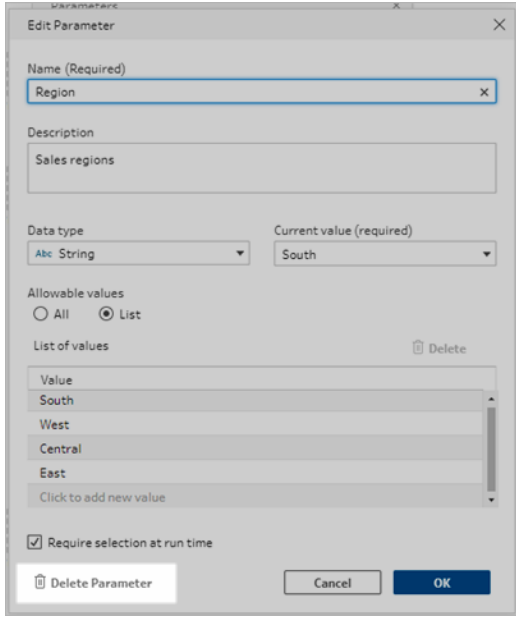 Parameters
Edit Parameter
Name (Required)
Region
Description
Sales regions
Data type Current value (required)
Abc String South
Allowable values
All List
List of values Delete
Value
South
West
Central
East
Click to add new value
Require selection at run time
Delete Parameter Cancel OK